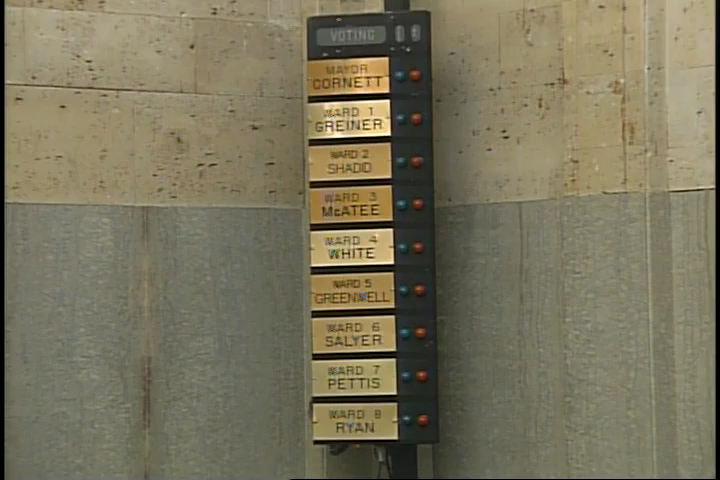 VOTING
MAYOR
CORNETT
WARD 1
GREINER
WARD 2
SHADID
WARD 3
McATEE
WARD 4
WHITE
WARD 5
GREENWELL
WARD 6
SALYER
WARD 7
PETTIS
WARD 8
RYAN